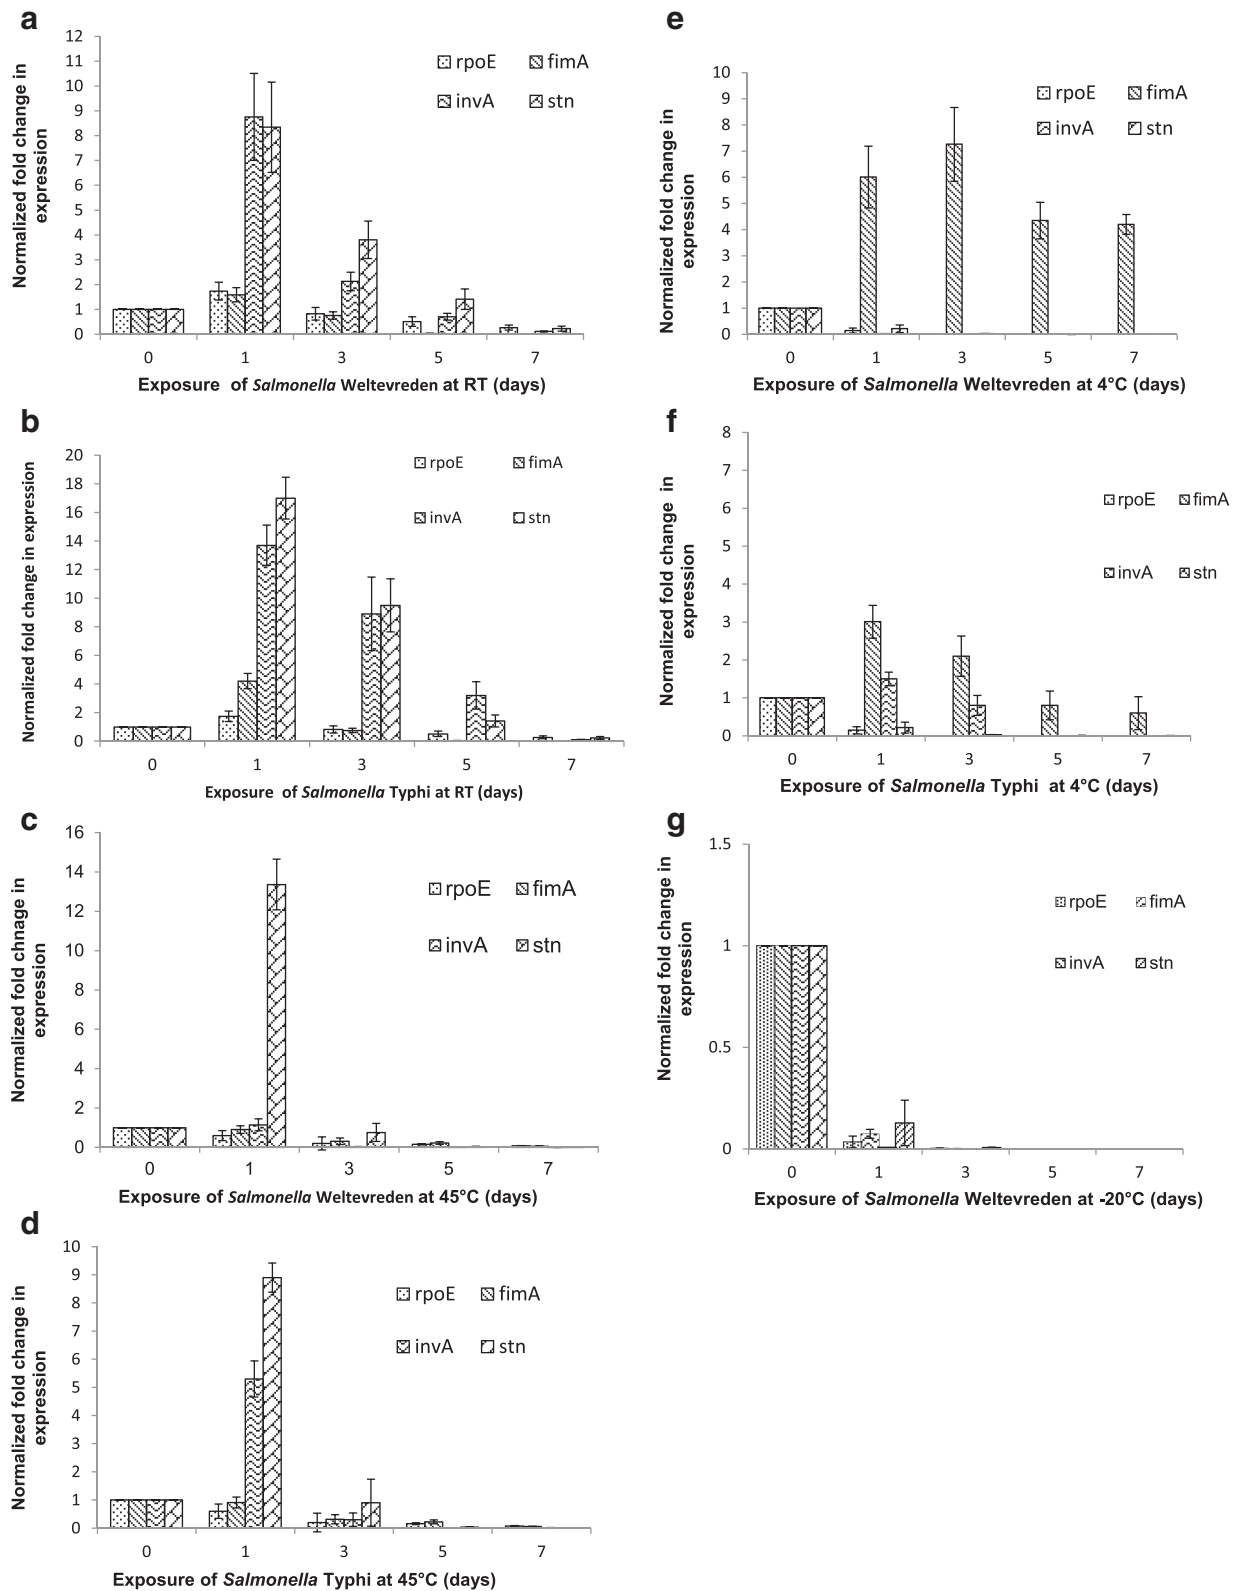 a
Normalized fold change in
expression
12
11
10
9
8
7
6
5
4
3
2
1
0
rpoE fimA
invA stn
0 1 3 5 7
Exposure of Salmonella Weltevreden at RT (days)
b
Normalized fold change in expression
20
18
16
14
12
10
8
6
4
2
0
rpoE fimA
invA stn
0 1 3 5 7
Exposure of Salmonella Typhi at RT (days)
c
Normalized fold chnage in
expression
16
14
12
10
8
6
4
2
0
rpoE fimA
invA stn
0 1 3 5 7
Exposure of Salmonella Weltevreden at 45°C (days)
d
Normalized fold change in
expression
10
9
8
7
6
5
4
3
2
1
0
rpoE fimA
invA stn
0 1 3 5 7
Exposure of Salmonella Typhi at 45°C (days)
e
Normalized fold change in
expression
10
9
8
7
6
5
4
3
2
1
0
rpoE fimA
invA stn
0 1 3 5 7
Exposure of Salmonella Weltevreden at 4°C (days)
f
Normalized fold change in
expression
8
7
6
5
4
3
2
1
0
rpoE fimA
invA stn
0 1 3 5 7
Exposure of Salmonella Typhi at 4°C (days)
g
Normalized fold change in
expression
1.5
1
0.5
0
rpoE fimA
invA stn
0 1 3 5 7
Exposure of Salmonella Weltevreden at -20°C (days)